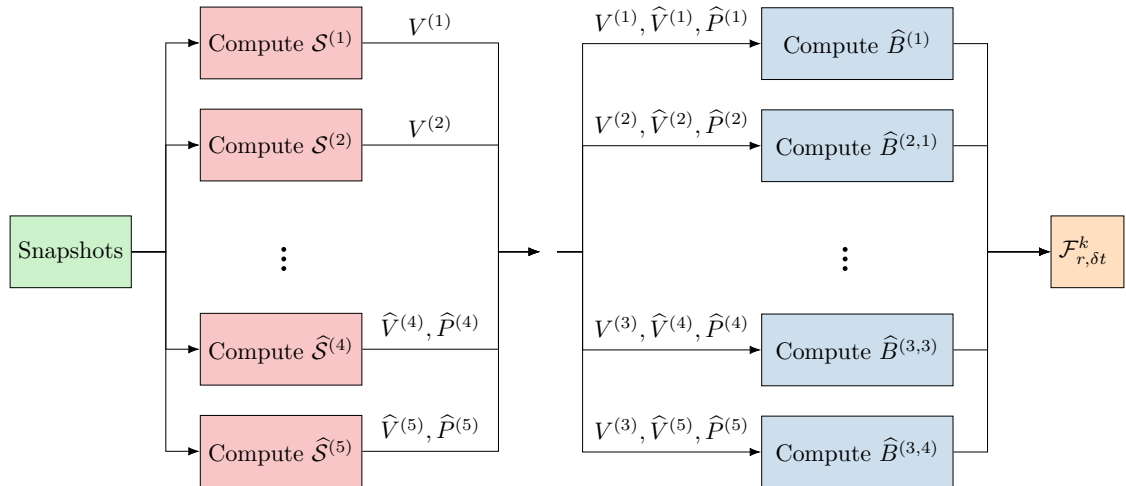 Snapshots
Compute 𝒮^(1)
V^(1)
Compute 𝒮^(2)
V^(2)
⋮
Compute 𝒮̂^(4)
V̂^(4), P̂^(4)
Compute 𝒮̂^(5)
V̂^(5), P̂^(5)
V^(1), V̂^(1), P̂^(1)
Compute B̂^(1)
V^(2), V̂^(2), P̂^(2)
Compute B̂^(2,1)
⋮
V^(3), V̂^(4), P̂^(4)
Compute B̂^(3,3)
V^(3), V̂^(5), P̂^(5)
Compute B̂^(3,4)
ℱ^k_{r,δt}